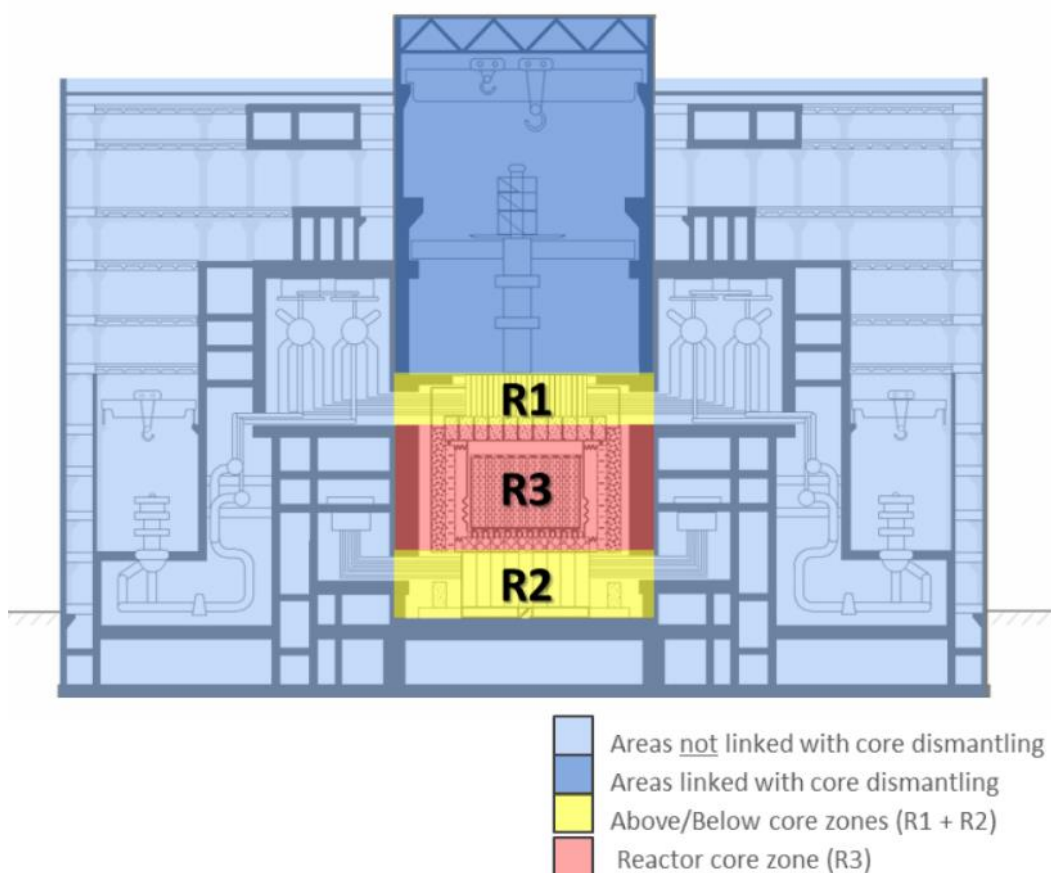 R1
R3
R2
Areas not linked with core dismantling
Areas linked with core dismantling
Above/Below core zones (R1 + R2)
Reactor core zone (R3)